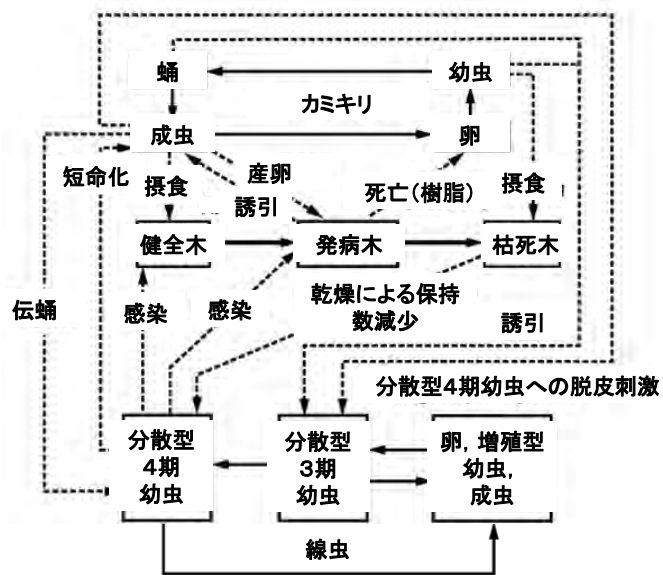 蛹
幼虫
カミキリ
成虫
卵
短命化
摂食
産卵
誘引
死亡(樹脂)
摂食
健全木
発病木
枯死木
伝蛹
感染
感染
乾燥による保持
数減少
誘引
分散型4期幼虫への脱皮刺激
分散型
4期
幼虫
分散型
3期
幼虫
卵,増殖型
幼虫,
成虫
線虫